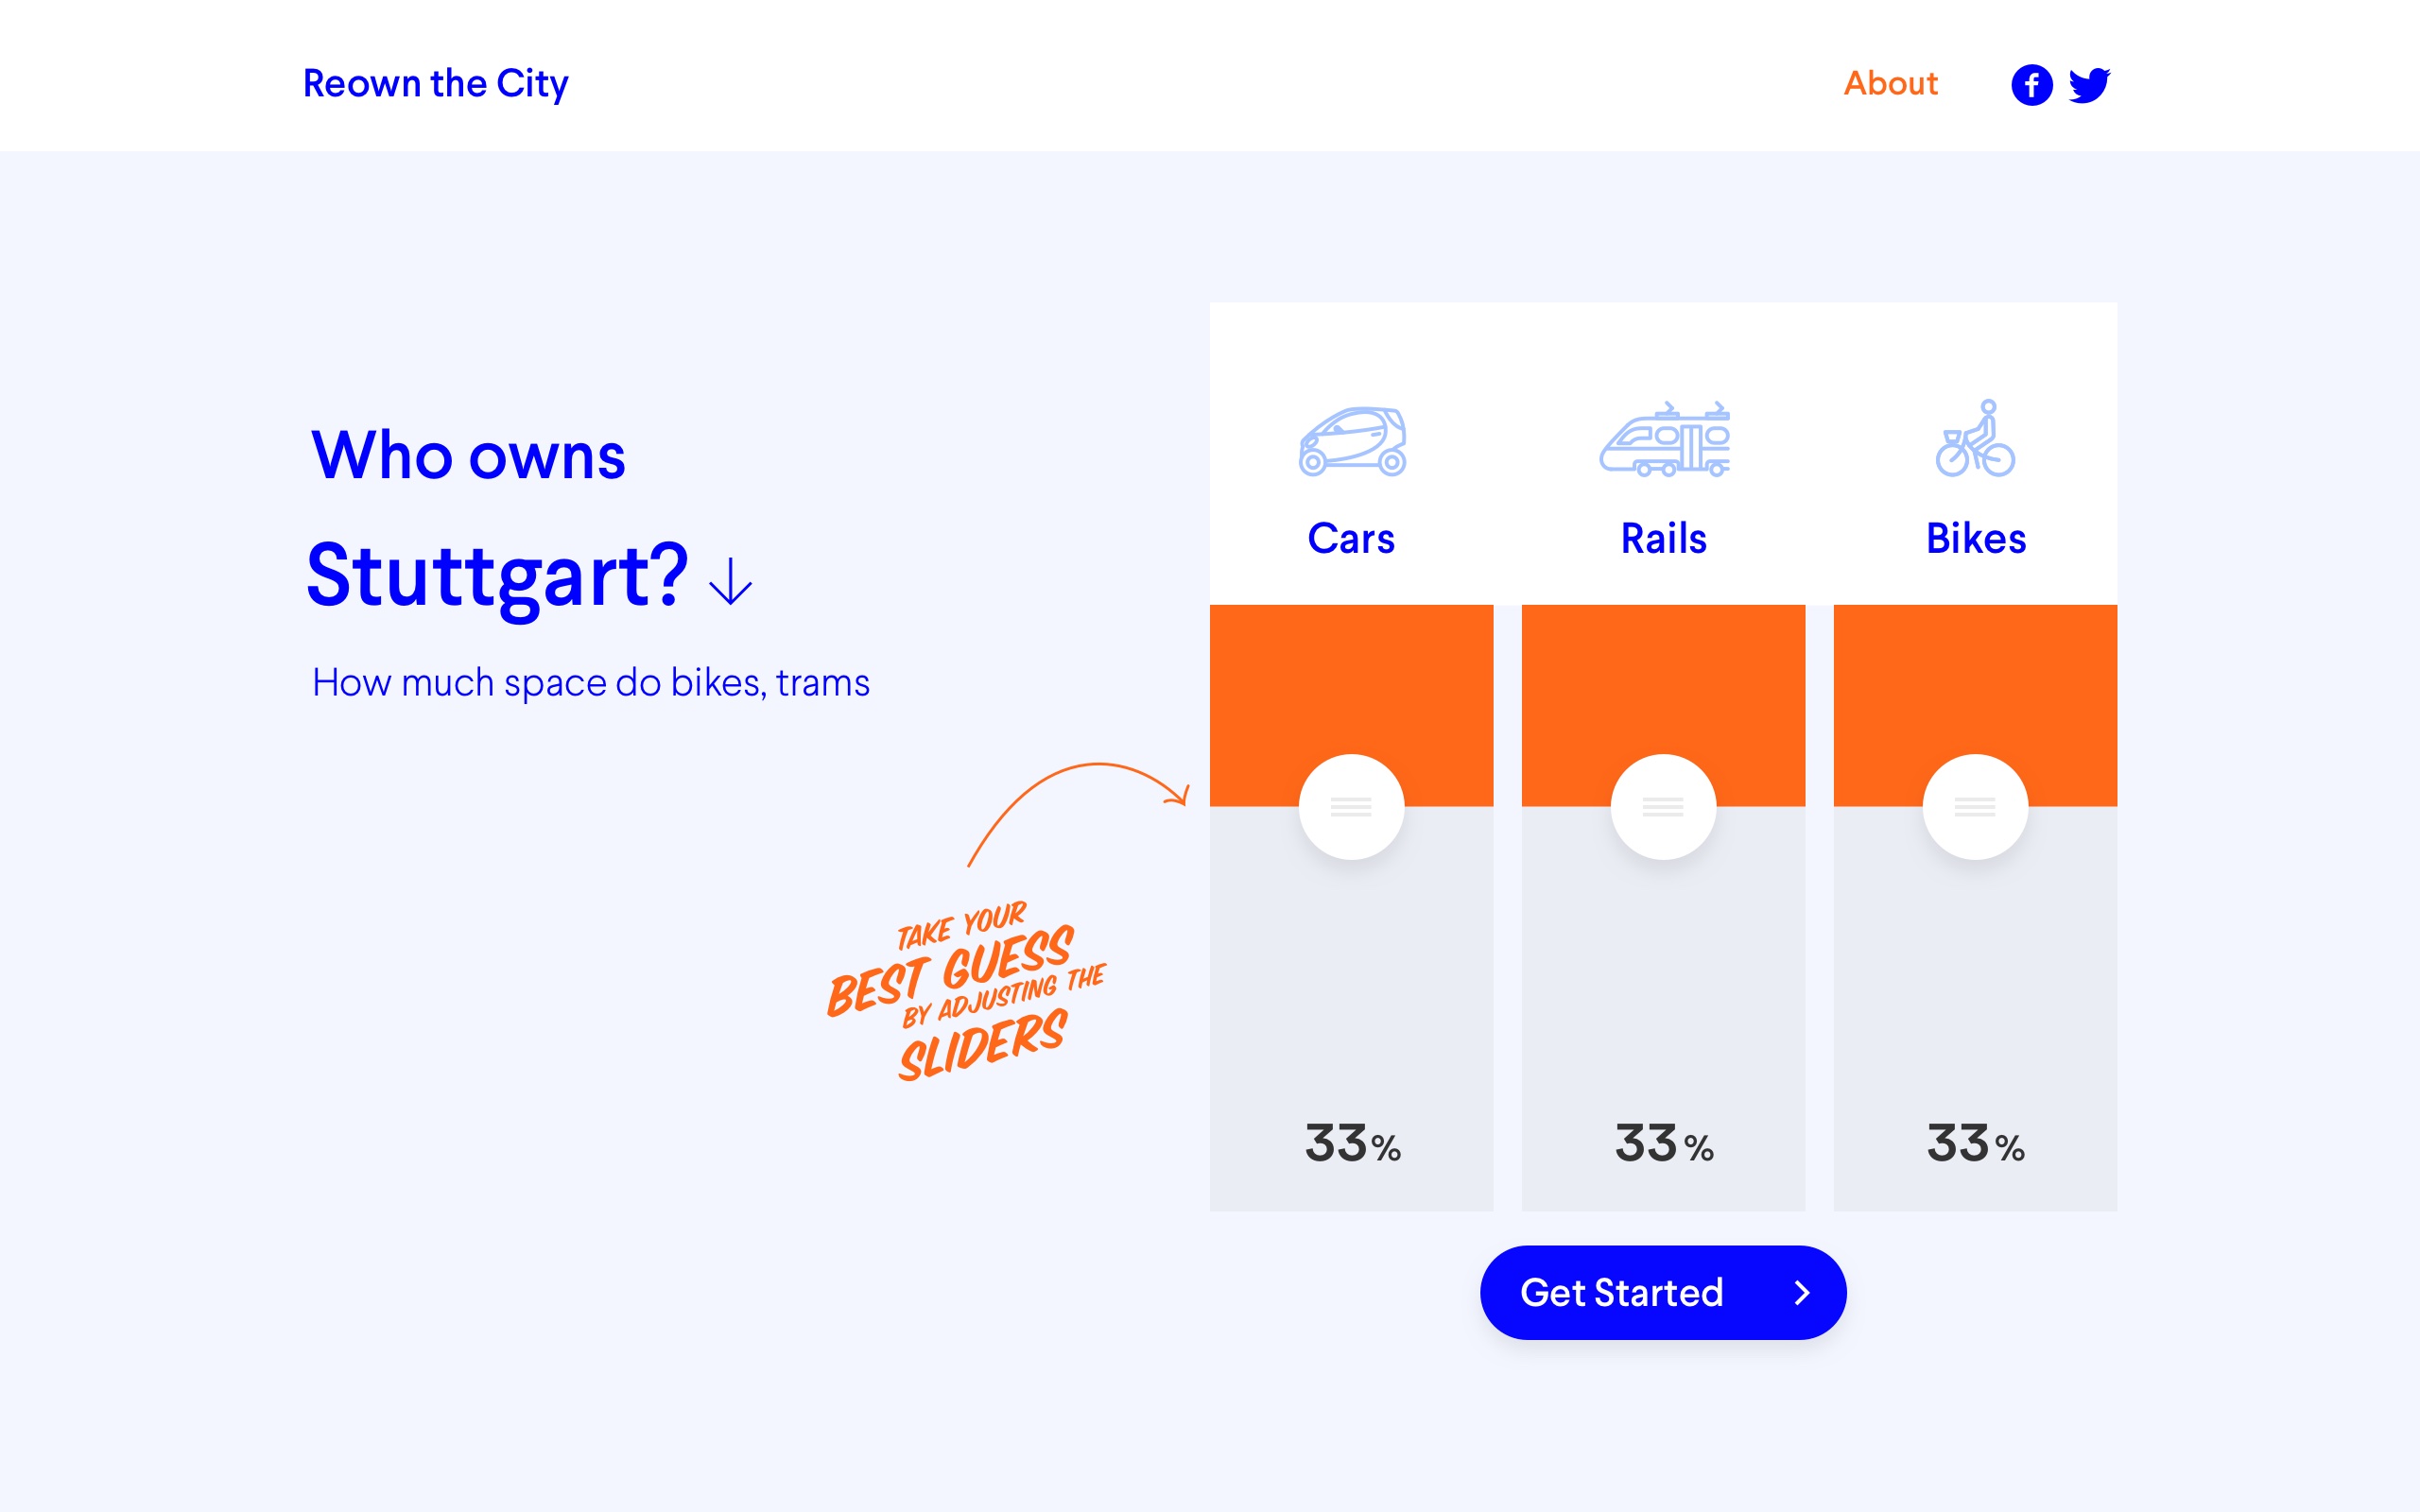 Reown the City
About
Who owns
Stuttgart?
How much space do bikes, trams
TAKE YOUR
BEST GUESS
BY ADJUSTING THE
SLIDERS
Cars
Rails
Bikes
33%
33%
33%
Get Started